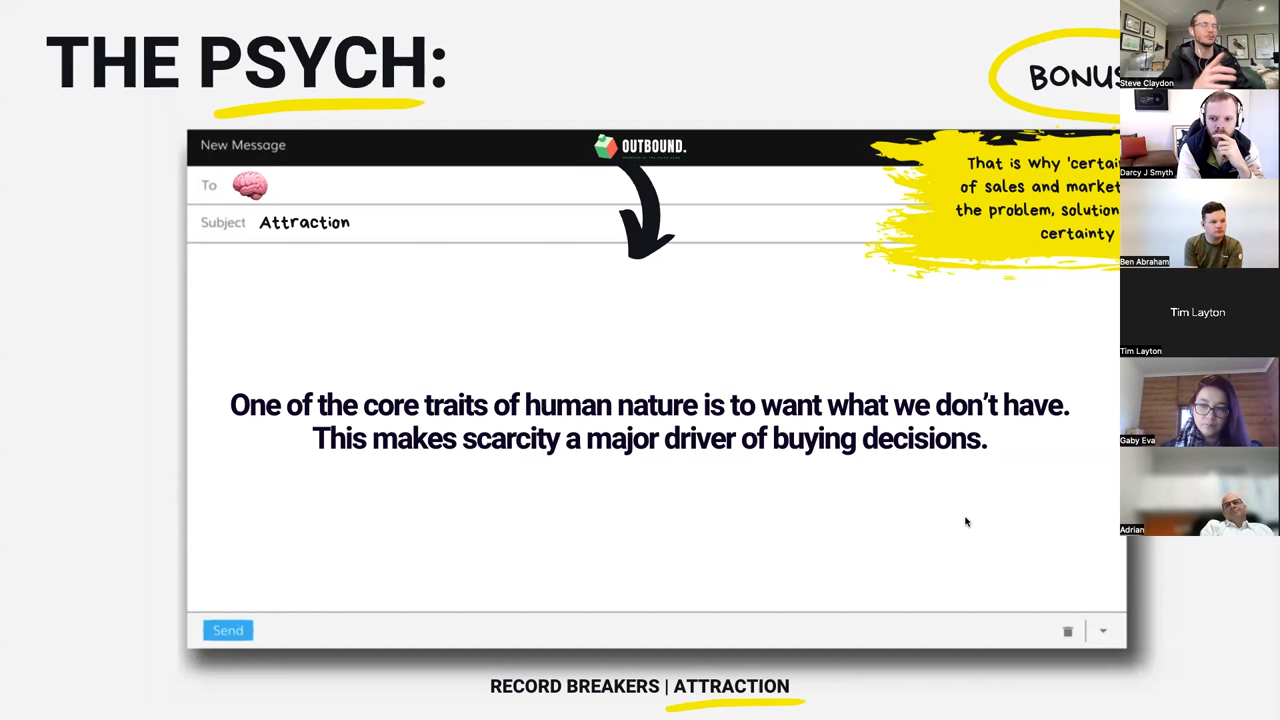 THE PSYCH:
BONUS
New Message
OUTBOUND.
To
Subject Attraction
That is why 'certai
of sales and market
the problem, solution
certainty
One of the core traits of human nature is to want what we don't have.
This makes scarcity a major driver of buying decisions.
Send
RECORD BREAKERS | ATTRACTION
Steve Claydon
Darcy J Smyth
Ben Abraham
Tim Layton
Tim Layton
Gaby Eva
Adrian